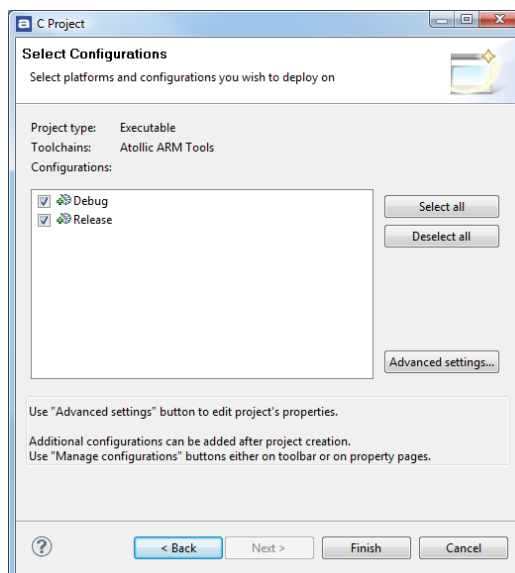 C Project
Select Configurations
Select platforms and configurations you wish to deploy on
Project type: Executable
Toolchains: Atollic ARM Tools
Configurations:
Debug
Release
Select all
Deselect all
Advanced settings...
Use "Advanced settings" button to edit project's properties.
Additional configurations can be added after project creation.
Use "Manage configurations" buttons either on toolbar or on property pages.
? < Back Next > Finish Cancel